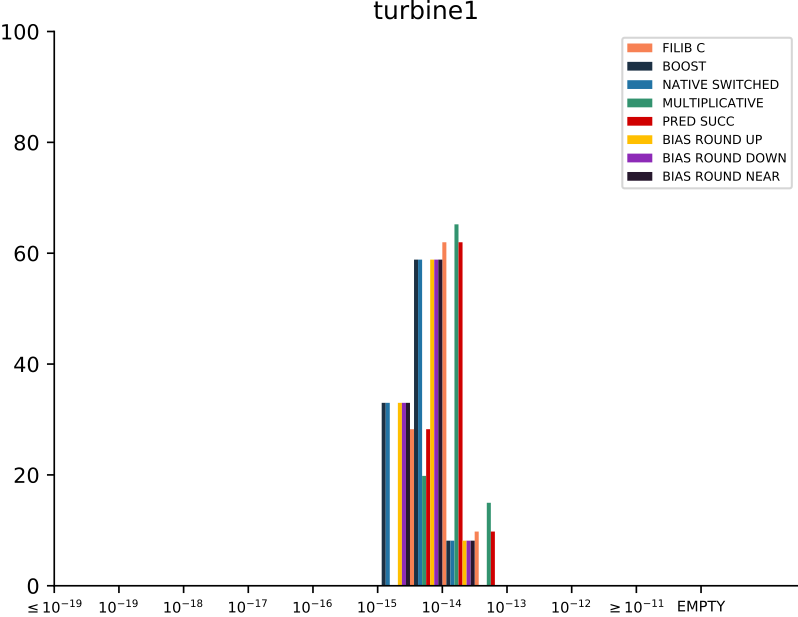 turbine1
100
80
60
40
20
0
FILIB C
BOOST
NATIVE SWITCHED
MULTIPLICATIVE
PRED SUCC
BIAS ROUND UP
BIAS ROUND DOWN
BIAS ROUND NEAR
≤10⁻¹⁹ 10⁻¹⁹ 10⁻¹⁸ 10⁻¹⁷ 10⁻¹⁶ 10⁻¹⁵ 10⁻¹⁴ 10⁻¹³ 10⁻¹² ≥10⁻¹¹ EMPTY